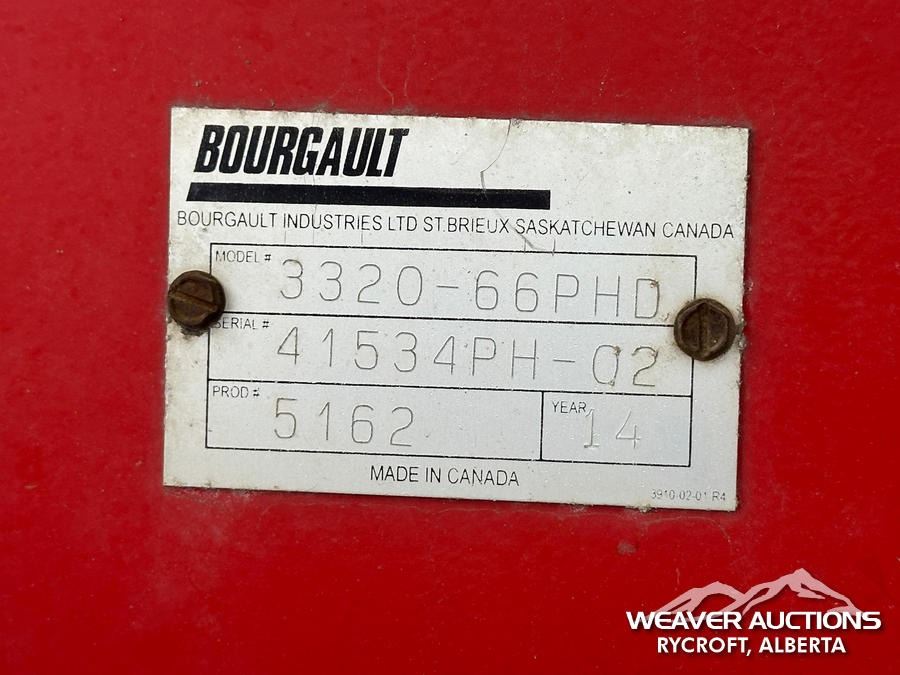 BOURGAULT
BOURGAULT INDUSTRIES LTD ST.BRIEUX SASKATCHEWAN CANADA
MODEL # 3320-66PHD
SERIAL # 41534PH-02
PROD # 5162 YEAR 14
MADE IN CANADA
3910-02-01 R4
WEAVER AUCTIONS
RYCROFT, ALBERTA